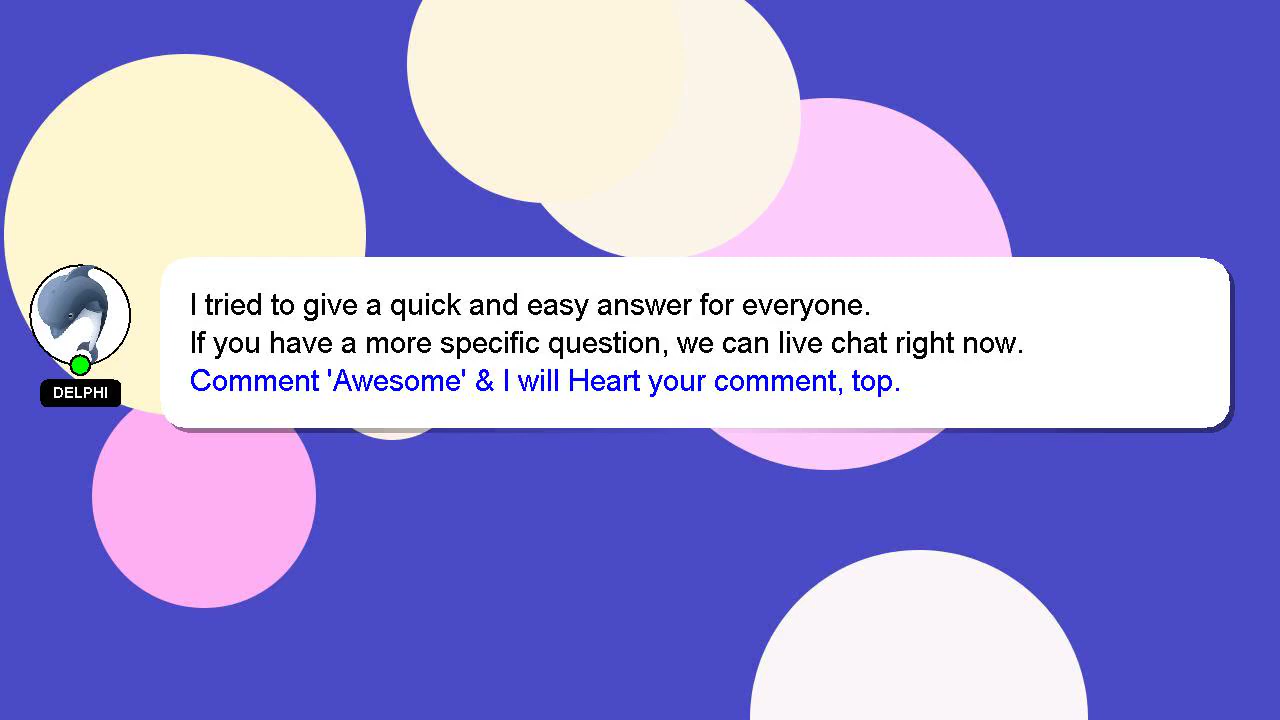 I tried to give a quick and easy answer for everyone.
If you have a more specific question, we can live chat right now.
Comment 'Awesome' & I will Heart your comment, top.
DELPHI